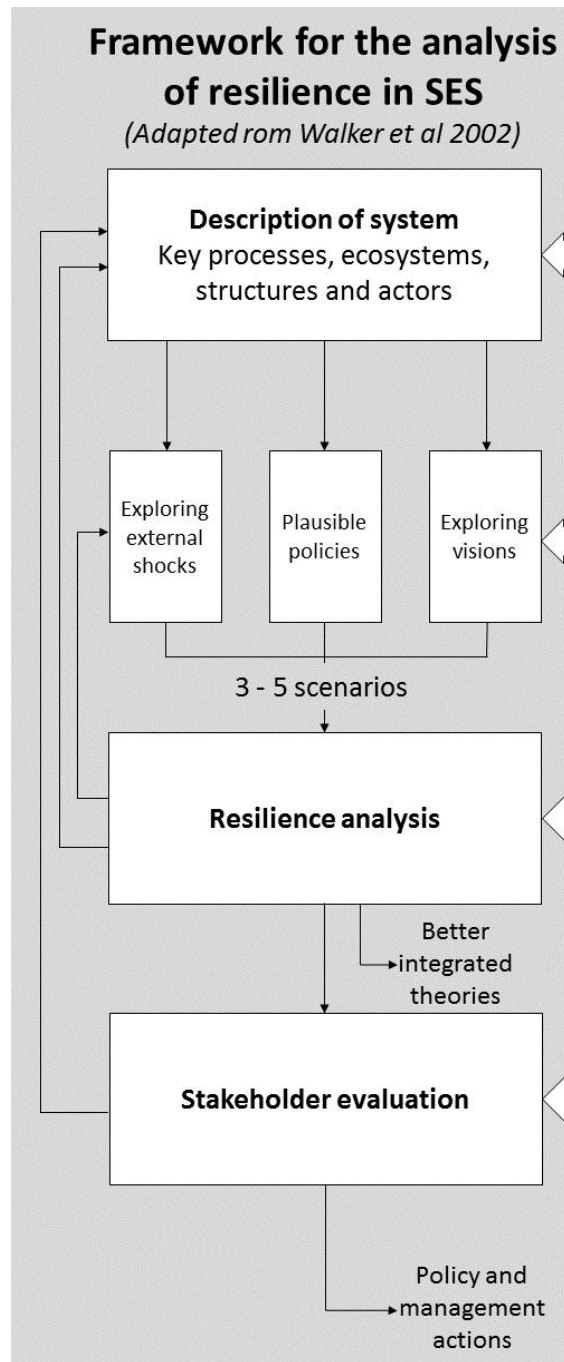 Framework for the analysis
of resilience in SES
(Adapted rom Walker et al 2002)
Description of system
Key processes, ecosystems,
structures and actors
Exploring
external
shocks
Plausible
policies
Exploring
visions
3 - 5 scenarios
Resilience analysis
Better
integrated
theories
Stakeholder evaluation
Policy and
management
actions